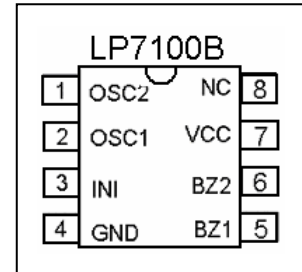 LP7100B
1 OSC2 NC 8
2 OSC1 VCC 7
3 INI BZ2 6
4 GND BZ1 5